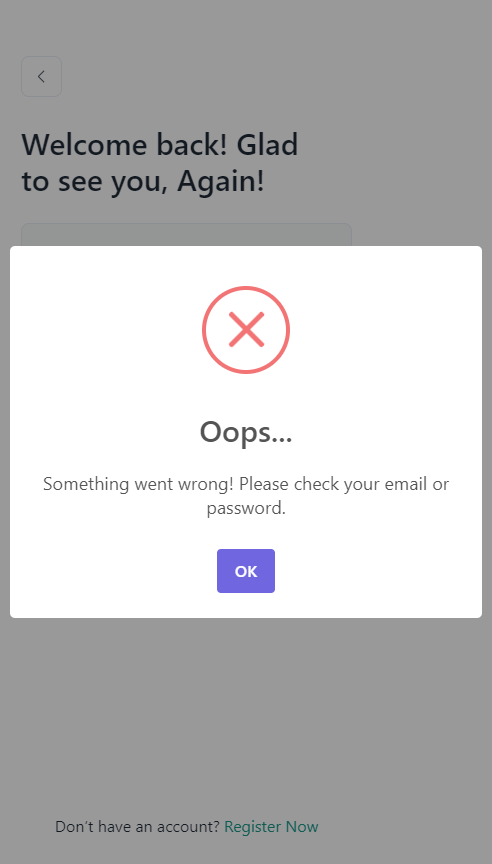 Welcome back! Glad
to see you, Again!
Oops...
Something went wrong! Please check your email or
password.
OK
Don't have an account? Register Now